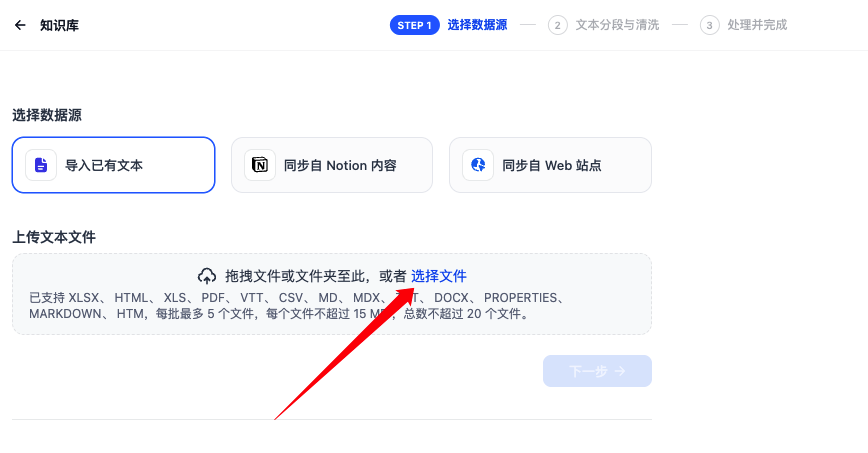 知识库
STEP 1 选择数据源 2 文本分段与清洗 3 处理并完成
选择数据源
导入已有文本
同步自 Notion 内容
同步自 Web 站点
上传文本文件
拖拽文件或文件夹至此，或者 选择文件
已支持 XLSX、 HTML、 XLS、 PDF、 VTT、 CSV、 MD、 MDX、 DOCX、 PROPERTIES、
MARKDOWN、 HTM，每批最多 5 个文件，每个文件不超过 15 ，总数不超过 20 个文件。
下一步